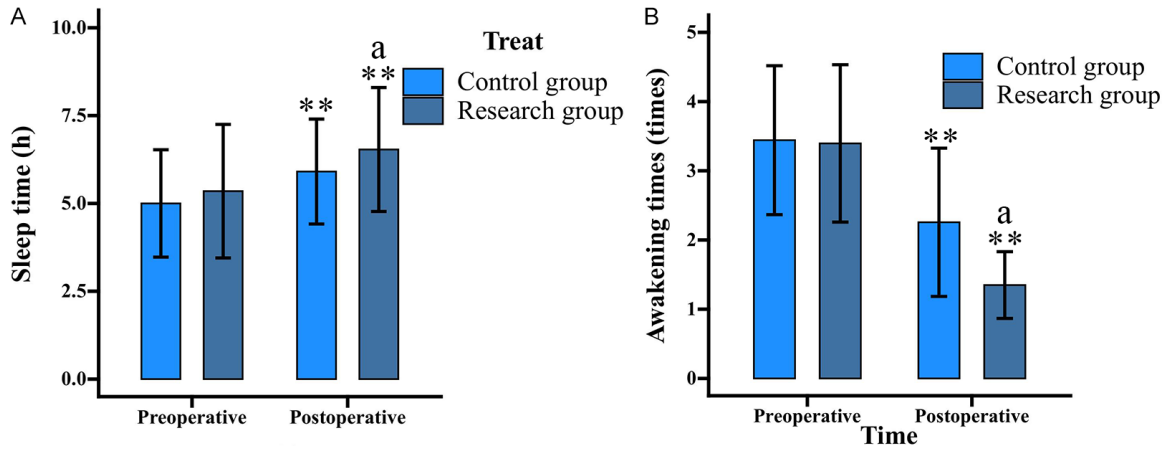 A
Sleep time (h)
10.0
7.5
5.0
2.5
0.0
**
a
**
Treat
Control group
Research group
Preoperative
Postoperative
B
Awakening times (times)
5
4
3
2
1
0
**
a
**
Control group
Research group
Preoperative
Postoperative
Time